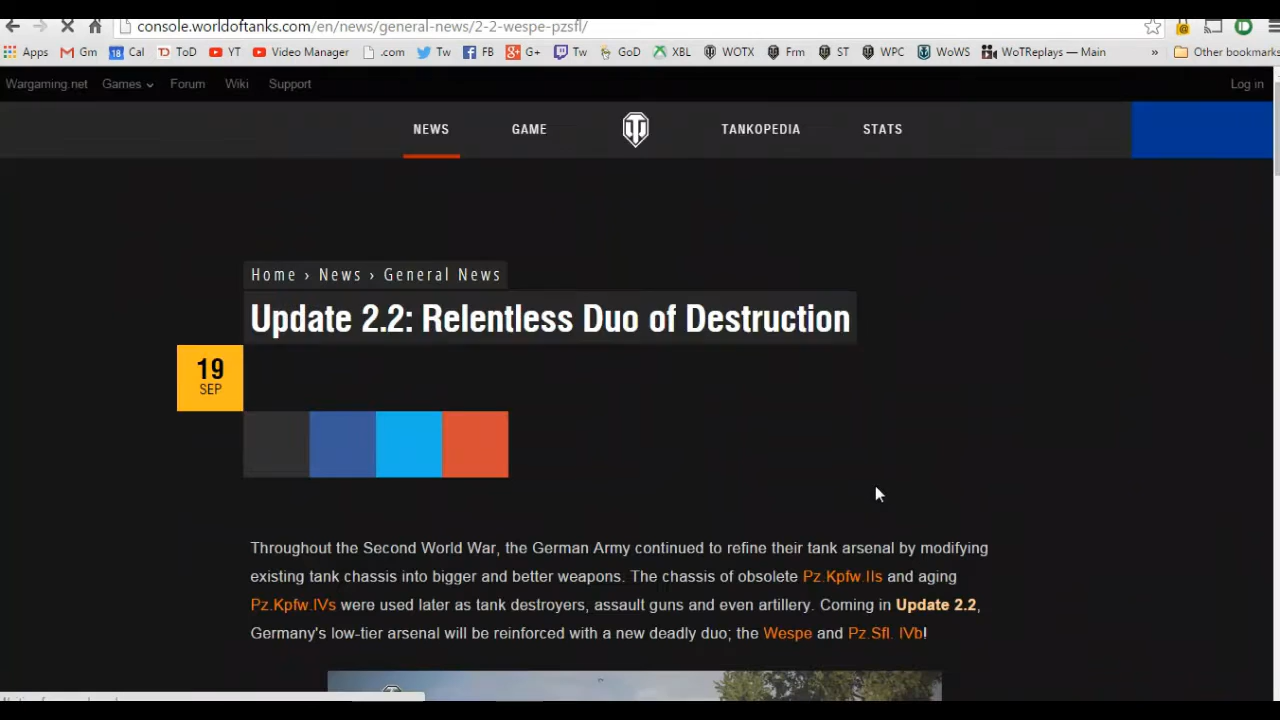 console.worldoftanks.com/en/news/general-news/2-2-wespe-pzsfl/
Apps Gm 18 Cal ToD YT Video Manager .com Tw FB G+ Tw GoD XBL WOTX Frm ST WPC WoWS WoTReplays — Main » Other bookmarks
Wargaming.net Games Forum Wiki Support Log in
NEWS GAME TANKOPEDIA STATS
Home › News › General News
Update 2.2: Relentless Duo of Destruction
19
SEP
Throughout the Second World War, the German Army continued to refine their tank arsenal by modifying
existing tank chassis into bigger and better weapons. The chassis of obsolete Pz.Kpfw.IIs and aging
Pz.Kpfw.IVs were used later as tank destroyers, assault guns and even artillery. Coming in Update 2.2,
Germany's low-tier arsenal will be reinforced with a new deadly duo; the Wespe and Pz.Sfl. IVb!